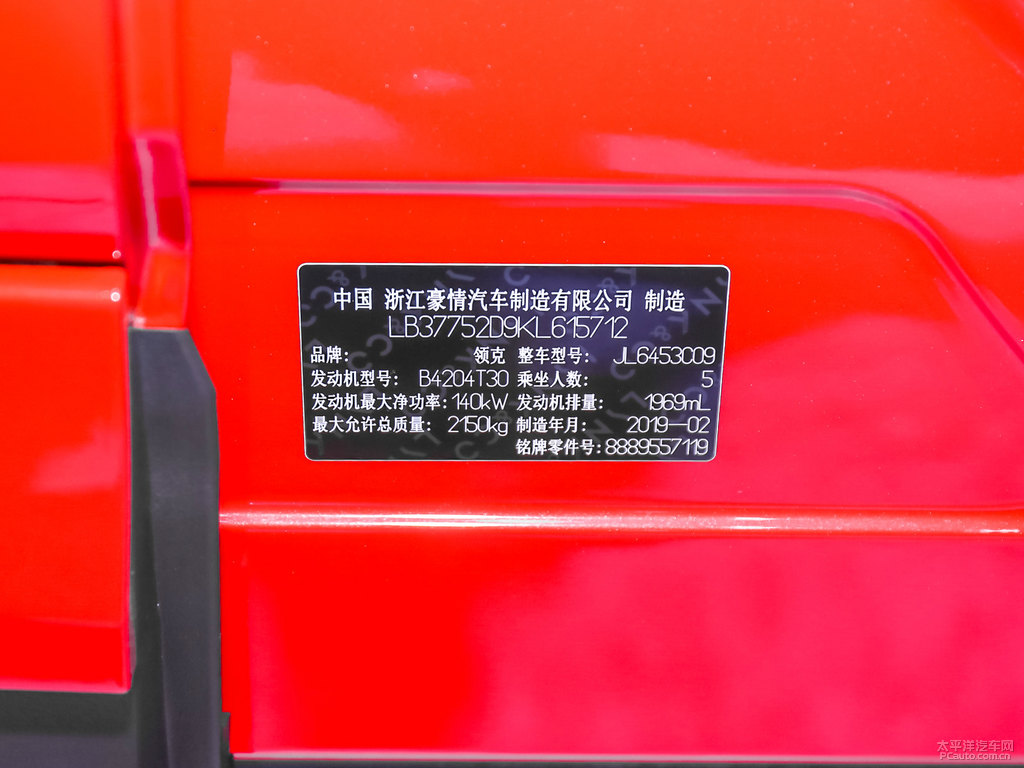 中国 浙江豪情汽车制造有限公司 制造
LB37752D9KL615712
品牌: 领克 整车型号: JL6453C09
发动机型号: B4204T30 乘坐人数: 5
发动机最大净功率: 140kW 发动机排量: 1969mL
最大允许总质量: 2150kg 制造年月: 2019—02
铭牌零件号: 8889557119
太平洋汽车网
PCauto.com.cn